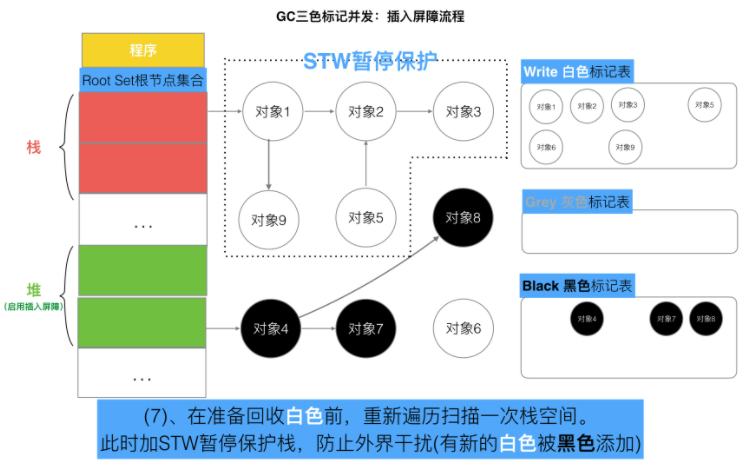 GC三色标记并发：插入屏障流程
程序
Root Set根节点集合
栈
...
堆
(启用插入屏障)
...
STW暂停保护
对象1
对象2
对象3
对象9
对象5
对象8
对象4
对象7
对象6
Write 白色标记表
对象1
对象2
对象3
对象5
对象6
对象9
Grey 灰色标记表
Black 黑色标记表
对象4
对象7
对象8
(7)、在准备回收白色前，重新遍历扫描一次栈空间。
此时加STW暂停保护栈，防止外界干扰(有新的白色被黑色添加)